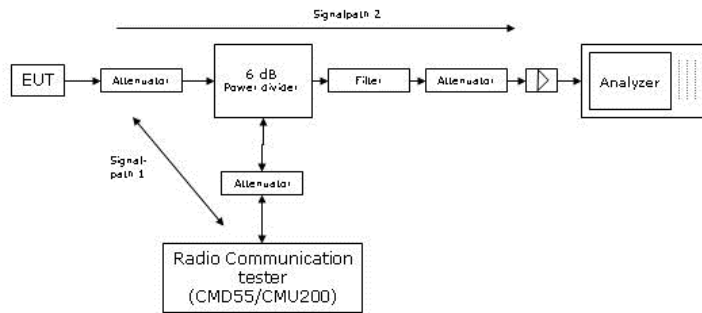 Signalpath 2
EUT
Attenuator
6 dB
Power divider
Filter
Attenuator
Analyzer
Signal-
path 1
Attenuator
Radio Communication
tester
(CMD55/CMU200)